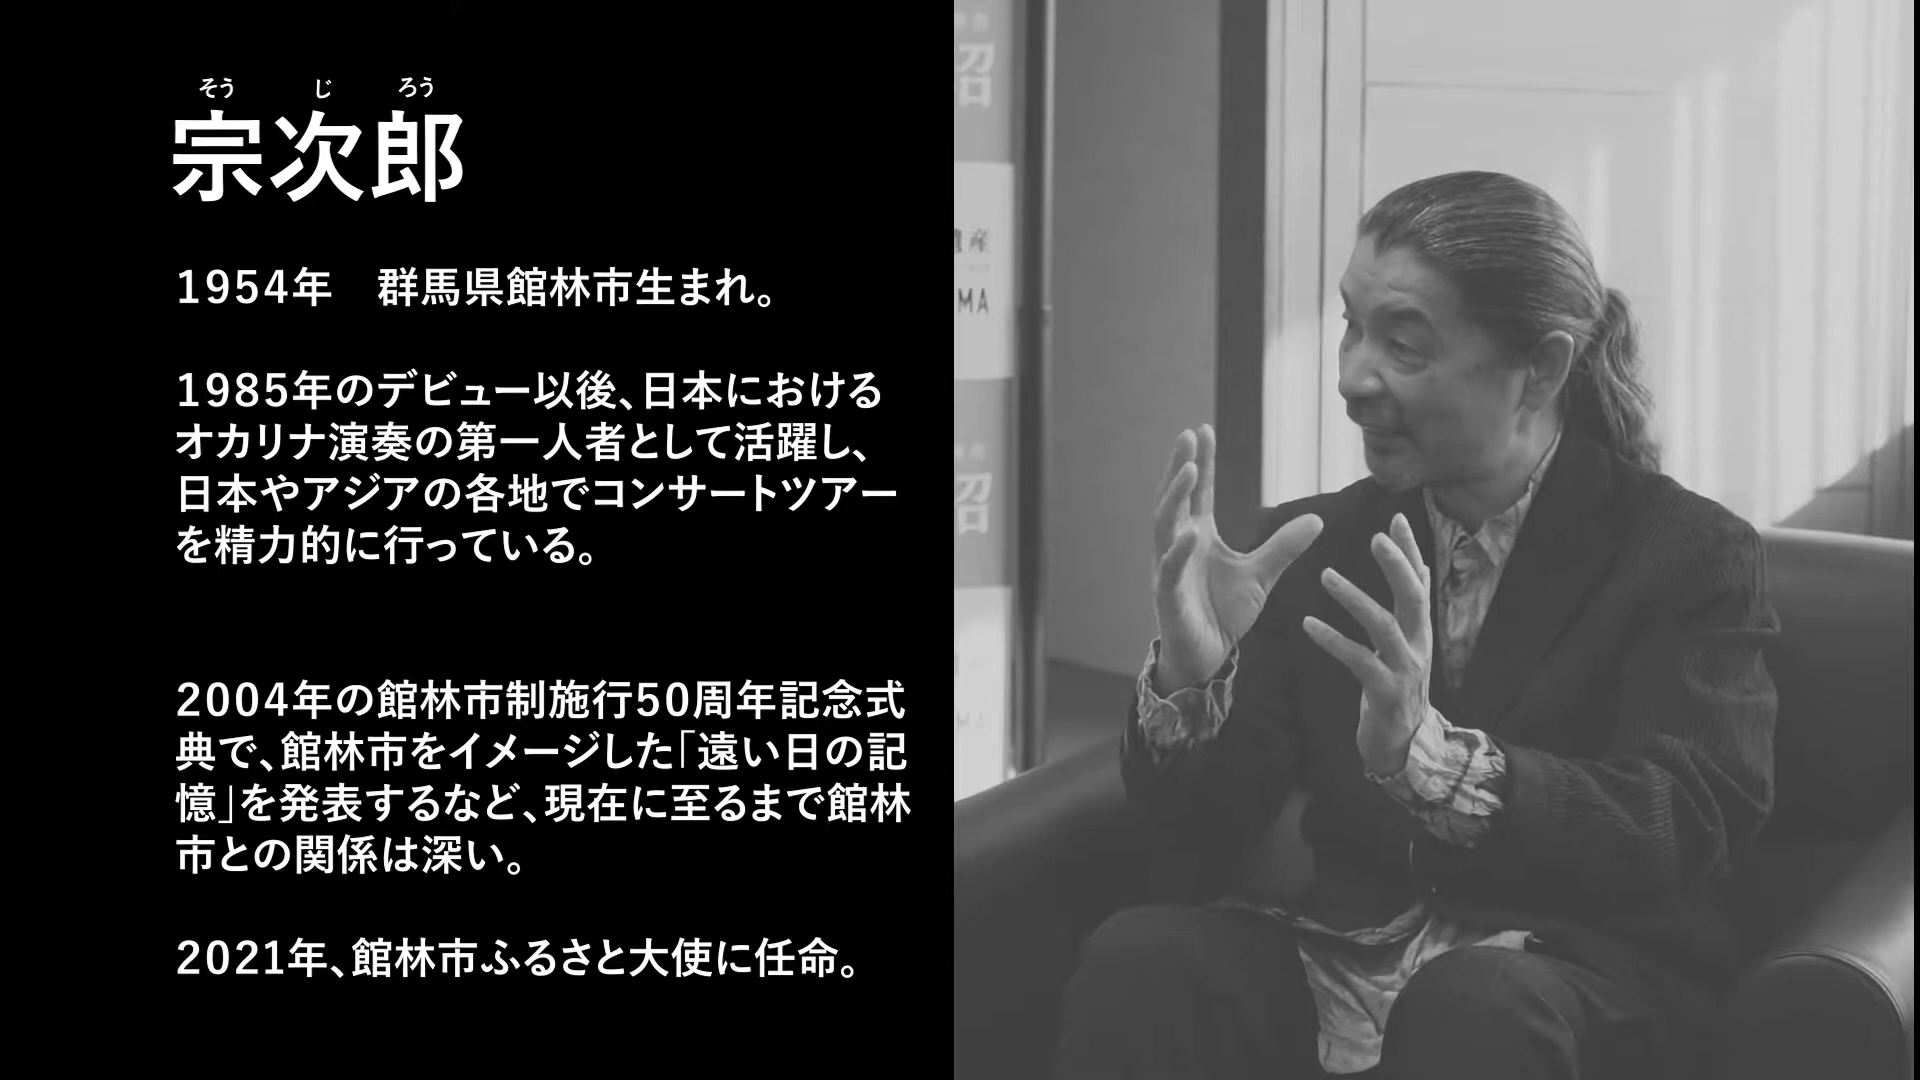 そう じ ろう
宗次郎
1954年　群馬県館林市生まれ。
1985年のデビュー以後、日本における
オカリナ演奏の第一人者として活躍し、
日本やアジアの各地でコンサートツアー
を精力的に行っている。
2004年の館林市制施行50周年記念式
典で、館林市をイメージした「遠い日の記
憶」を発表するなど、現在に至るまで館林
市との関係は深い。
2021年、館林市ふるさと大使に任命。
沼
遺産
MA
沼